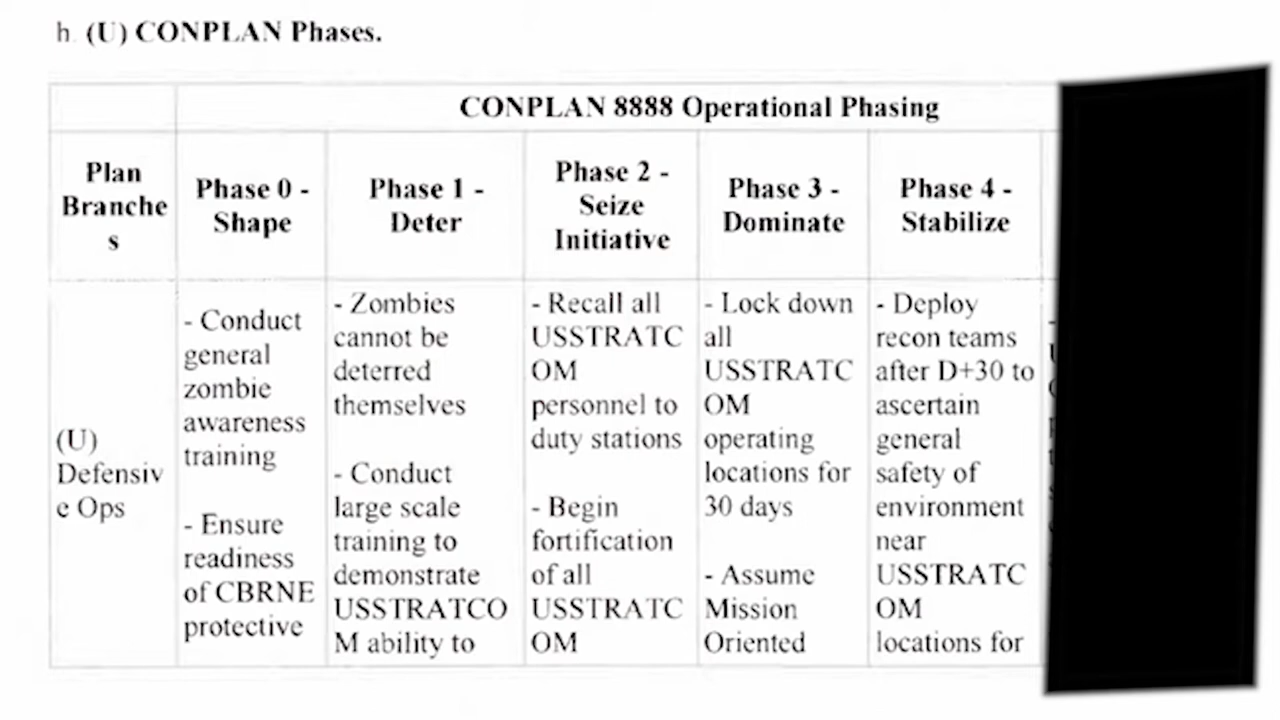 h. (U) CONPLAN Phases.
CONPLAN 8888 Operational Phasing
Plan
Branche
s
Phase 0 -
Shape
Phase 1 -
Deter
Phase 2 -
Seize
Initiative
Phase 3 -
Dominate
Phase 4 -
Stabilize
(U)
Defensiv
e Ops
- Conduct
general
zombie
awareness
training
- Ensure
readiness
of CBRNE
protective
- Zombies
cannot be
deterred
themselves
- Conduct
large scale
training to
demonstrate
USSTRATCO
M ability to
- Recall all
USSTRATC
OM
personnel to
duty stations
- Begin
fortification
of all
USSTRATC
OM
- Lock down
all
USSTRATC
OM
operating
locations for
30 days
- Assume
Mission
Oriented
- Deploy
recon teams
after D+30 to
ascertain
general
safety of
environment
near
USSTRATC
OM
locations for